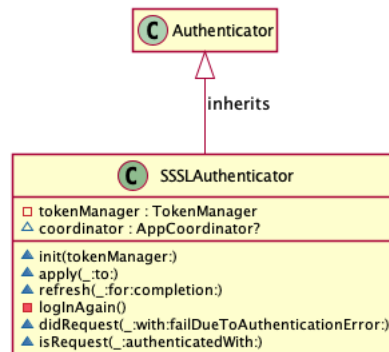 C Authenticator
inherits
C SSSLAuthenticator
tokenManager : TokenManager
coordinator : AppCoordinator?
init(tokenManager:)
apply(_:to:)
refresh(_:for:completion:)
logInAgain()
didRequest(_:with:failDueToAuthenticationError:)
isRequest(_:authenticatedWith:)